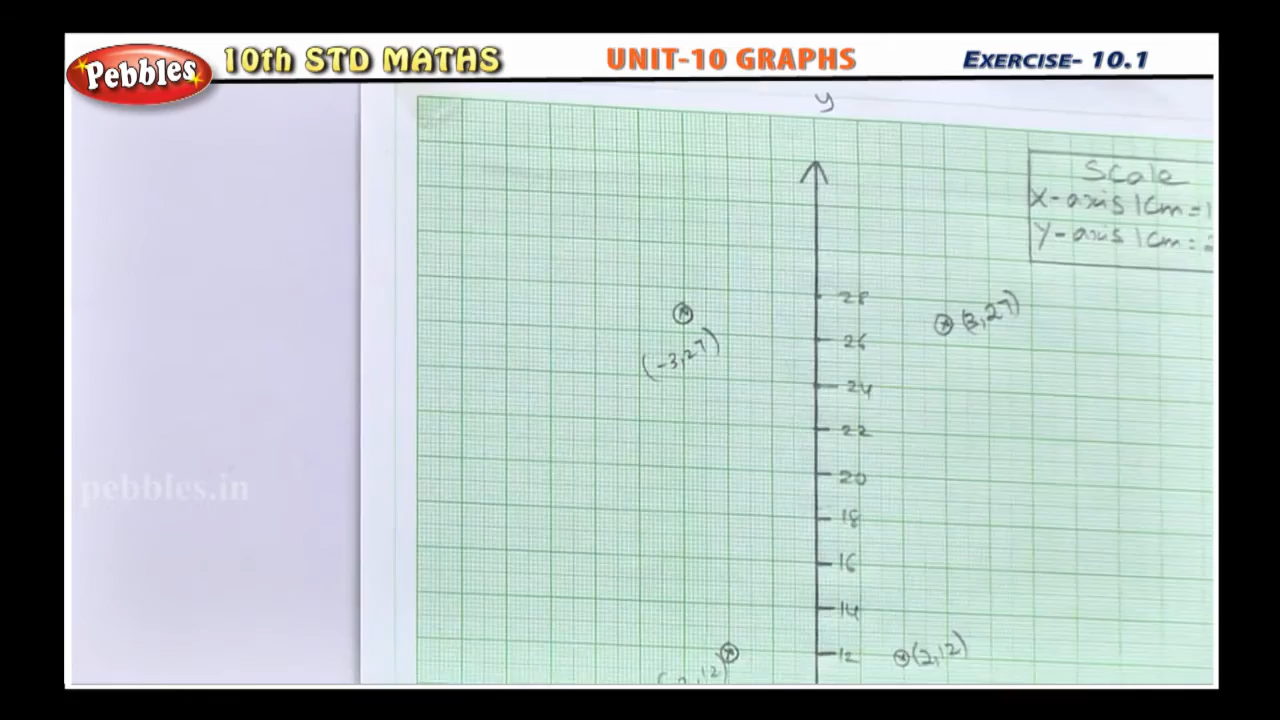 Pebbles
10th STD MATHS
UNIT-10 GRAPHS
EXERCISE- 10.1
y
Scale
X-axis 1cm = 1
Y-axis 1cm =
28
(3,27)
26
(-3,27)
24
22
20
pebbles.in
18
16
14
12
(2,12)
,12)